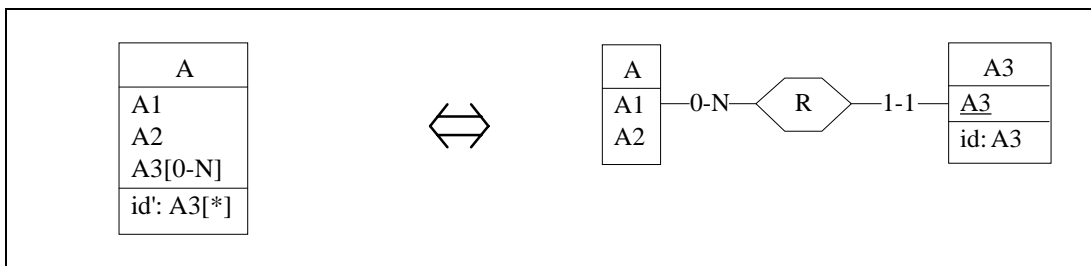 A
A1
A2
A3[0-N]
id': A3[*]
A
A1
A2
0-N
R
1-1
A3
A3
id: A3